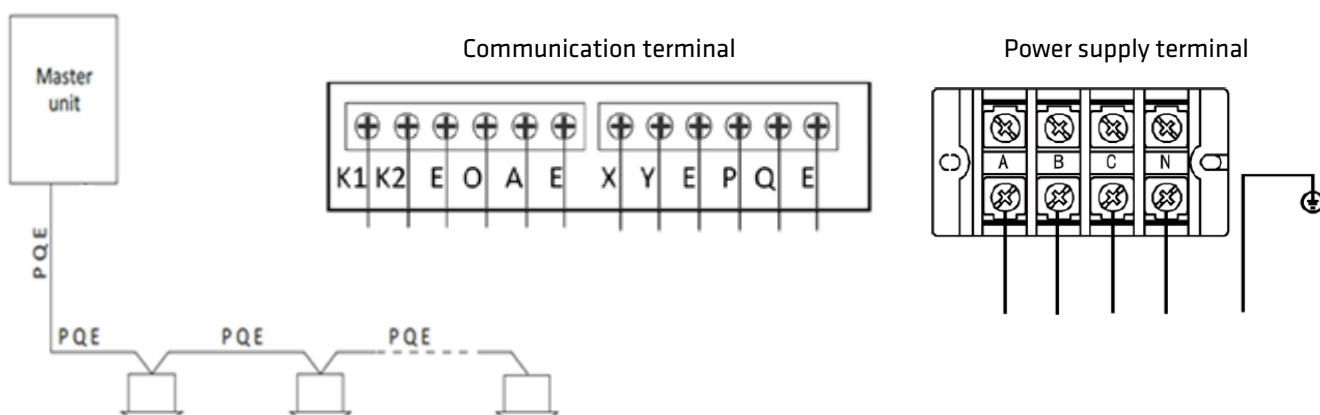 Communication terminal
Power supply terminal
Master
unit
K1 K2 E O A E X Y E P Q E
A B C N
PQE
PQE PQE PQE